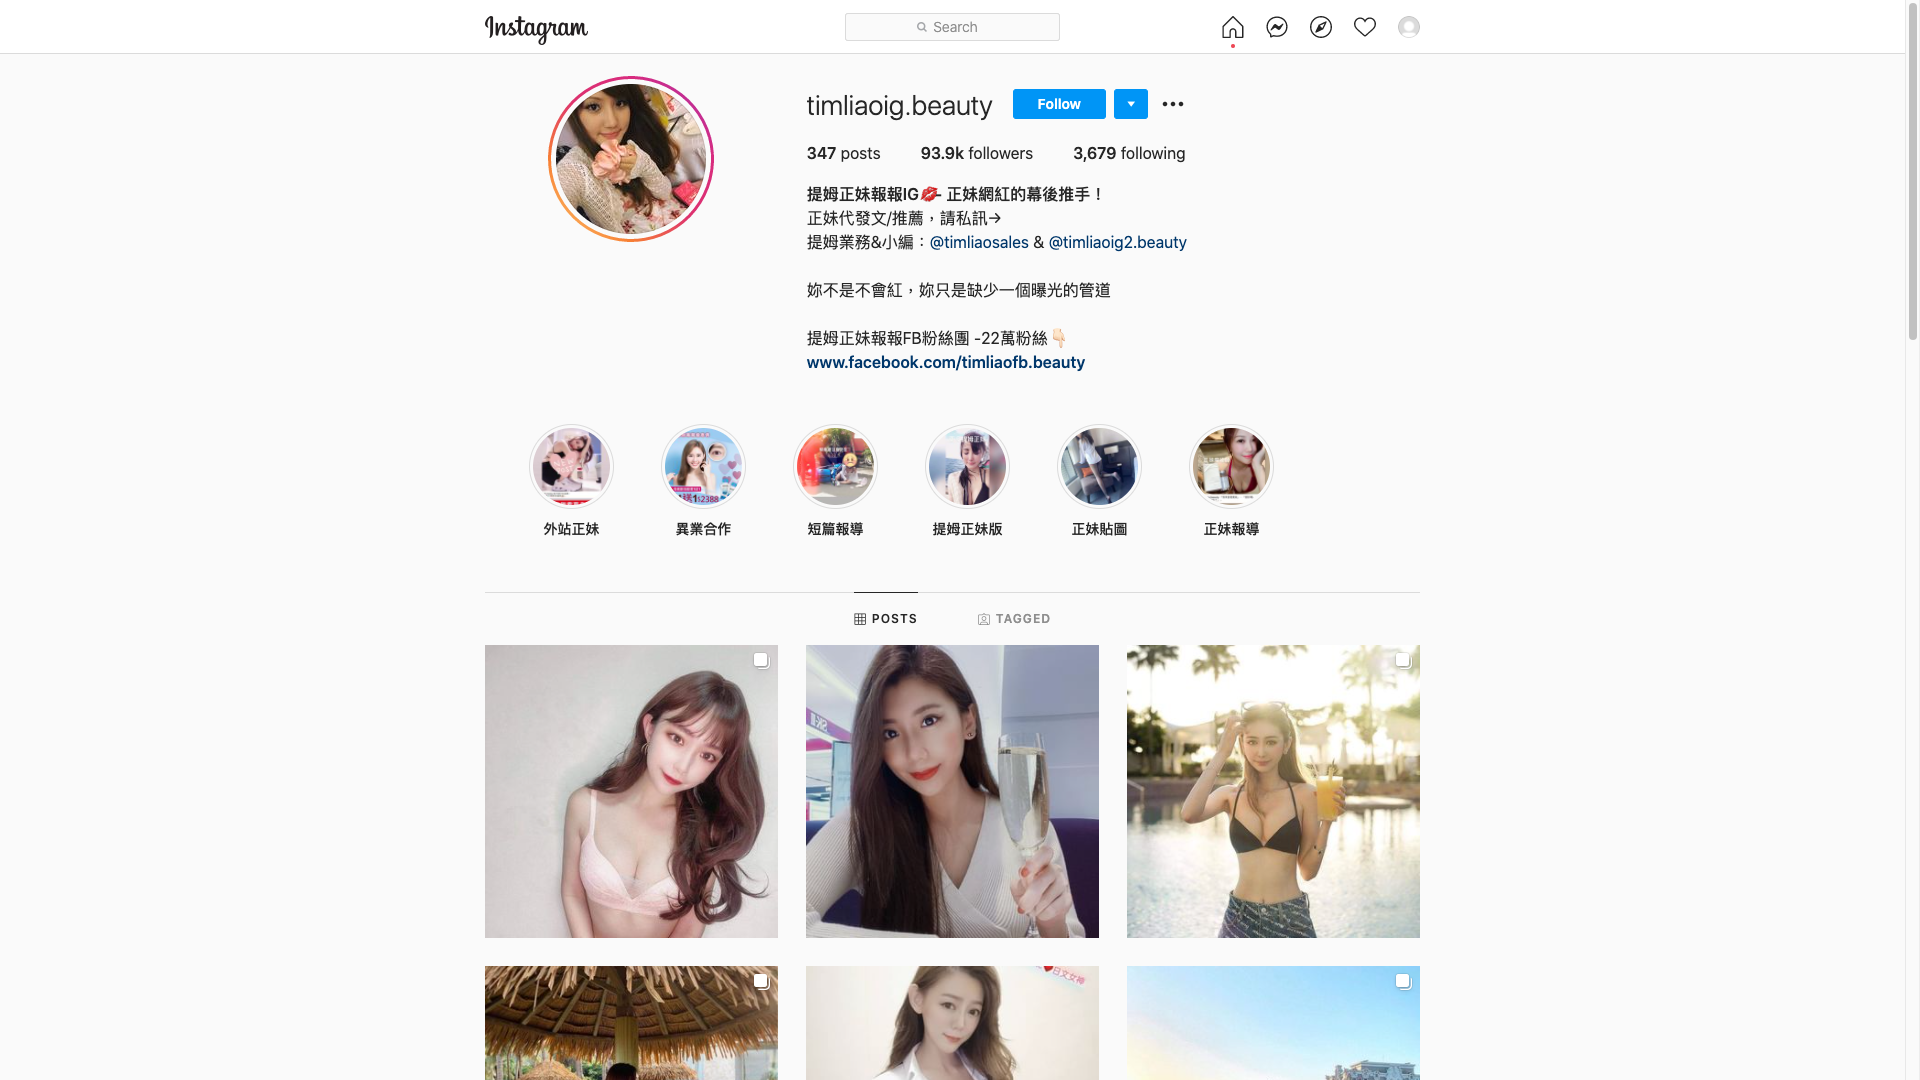 Instagram
Search
timliaoig.beauty
Follow
347 posts
93.9k followers
3,679 following
提姆正妹報報IG💋- 正妹網紅的幕後推手！
正妹代發文/推薦，請私訊→
提姆業務&小編：@timliaosales & @timliaoig2.beauty
妳不是不會紅，妳只是缺少一個曝光的管道
提姆正妹報報FB粉絲團 -22萬粉絲👇🏻
www.facebook.com/timliaofb.beauty
外站正妹
異業合作
短篇報導
提姆正妹版
正妹貼圖
正妹報導
POSTS
TAGGED
日文女神